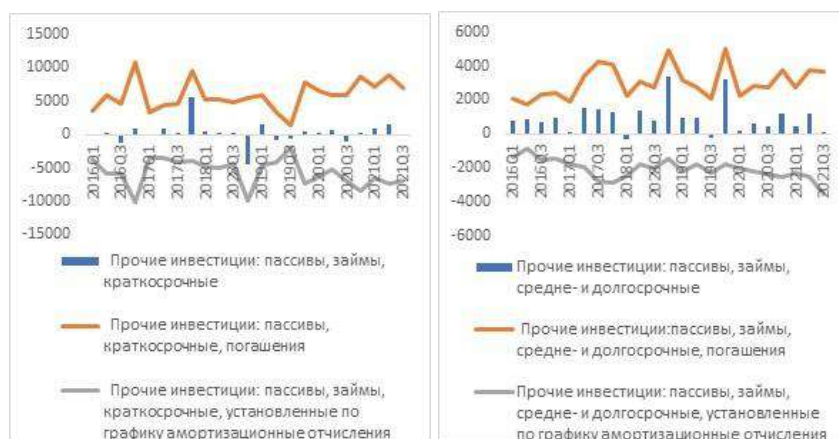 15000
10000
5000
0
-5000
-10000
-15000
2016Q1
2016Q3
2017Q1
2017Q3
2018Q1
2018Q3
2019Q1
2019Q3
2020Q1
2020Q3
2021Q1
2021Q3
Прочие инвестиции: пассивы, займы,
краткосрочные
Прочие инвестиции: пассивы,
краткосрочные, погашения
Прочие инвестиции: пассивы, займы,
краткосрочные, установленные по
графику амортизационные отчисления
6000
4000
2000
0
-2000
-4000
-6000
2016Q1
2016Q3
2017Q1
2017Q3
2018Q1
2018Q3
2019Q1
2019Q3
2020Q1
2020Q3
2021Q1
2021Q3
Прочие инвестиции: пассивы, займы,
средне- и долгосрочные
Прочие инвестиции:пассивы, займы,
средне- и долгосрочные, погашения
Прочие инвестиции: пассивы, займы,
средне- и долгосрочные, установленные
по графику амортизационные отчисления